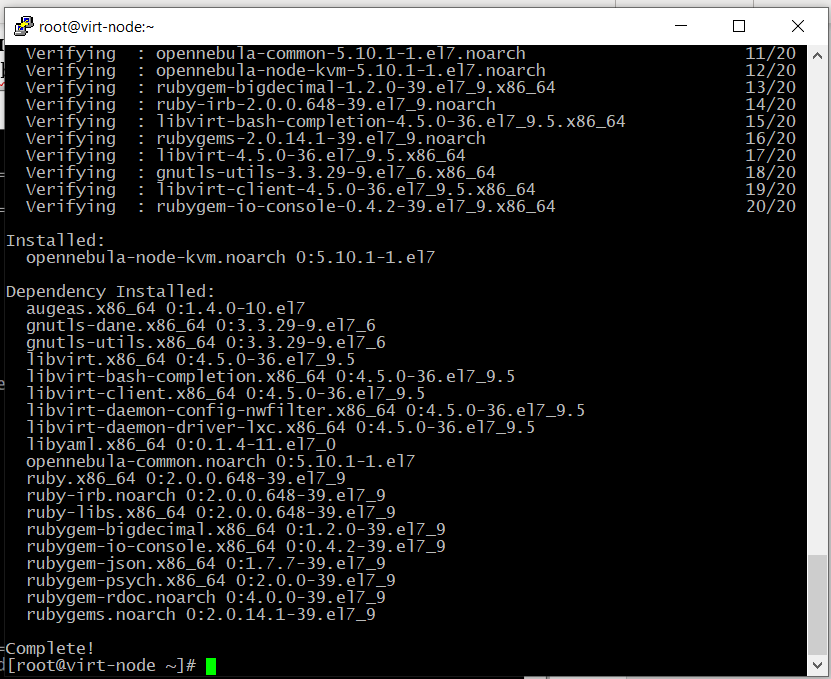 root@virt-node:~
Verifying : opennebula-common-5.10.1-1.el7.noarch 11/20
Verifying : opennebula-node-kvm-5.10.1-1.el7.noarch 12/20
Verifying : rubygem-bigdecimal-1.2.0-39.el7_9.x86_64 13/20
Verifying : ruby-irb-2.0.0.648-39.el7_9.noarch 14/20
Verifying : libvirt-bash-completion-4.5.0-36.el7_9.5.x86_64 15/20
Verifying : rubygems-2.0.14.1-39.el7_9.noarch 16/20
Verifying : libvirt-4.5.0-36.el7_9.5.x86_64 17/20
Verifying : gnutls-utils-3.3.29-9.el7_6.x86_64 18/20
Verifying : libvirt-client-4.5.0-36.el7_9.5.x86_64 19/20
Verifying : rubygem-io-console-0.4.2-39.el7_9.x86_64 20/20
Installed:
opennebula-node-kvm.noarch 0:5.10.1-1.el7
Dependency Installed:
augeas.x86_64 0:1.4.0-10.el7
gnutls-dane.x86_64 0:3.3.29-9.el7_6
gnutls-utils.x86_64 0:3.3.29-9.el7_6
libvirt.x86_64 0:4.5.0-36.el7_9.5
libvirt-bash-completion.x86_64 0:4.5.0-36.el7_9.5
libvirt-client.x86_64 0:4.5.0-36.el7_9.5
libvirt-daemon-config-nwfilter.x86_64 0:4.5.0-36.el7_9.5
libvirt-daemon-driver-lxc.x86_64 0:4.5.0-36.el7_9.5
libyaml.x86_64 0:0.1.4-11.el7_0
opennebula-common.noarch 0:5.10.1-1.el7
ruby.x86_64 0:2.0.0.648-39.el7_9
ruby-irb.noarch 0:2.0.0.648-39.el7_9
ruby-libs.x86_64 0:2.0.0.648-39.el7_9
rubygem-bigdecimal.x86_64 0:1.2.0-39.el7_9
rubygem-io-console.x86_64 0:0.4.2-39.el7_9
rubygem-json.x86_64 0:1.7.7-39.el7_9
rubygem-psych.x86_64 0:2.0.0-39.el7_9
rubygem-rdoc.noarch 0:4.0.0-39.el7_9
rubygems.noarch 0:2.0.14.1-39.el7_9
Complete!
[root@virt-node ~]#